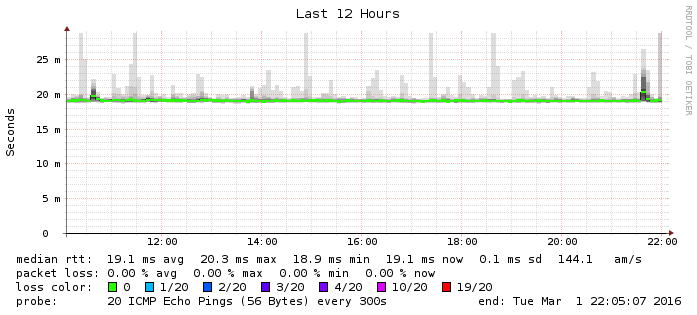 Last 12 Hours
RRDTOOL / TOBI OETIKER
Seconds
25 m
20 m
15 m
10 m
5 m
0
12:00 14:00 16:00 18:00 20:00 22:00
median rtt: 19.1 ms avg 20.3 ms max 18.9 ms min 19.1 ms now 0.1 ms sd 144.1 am/s
packet loss: 0.00 % avg 0.00 % max 0.00 % min 0.00 % now
loss color: 0 1/20 2/20 3/20 4/20 10/20 19/20
probe: 20 ICMP Echo Pings (56 Bytes) every 300s end: Tue Mar 1 22:05:07 2016